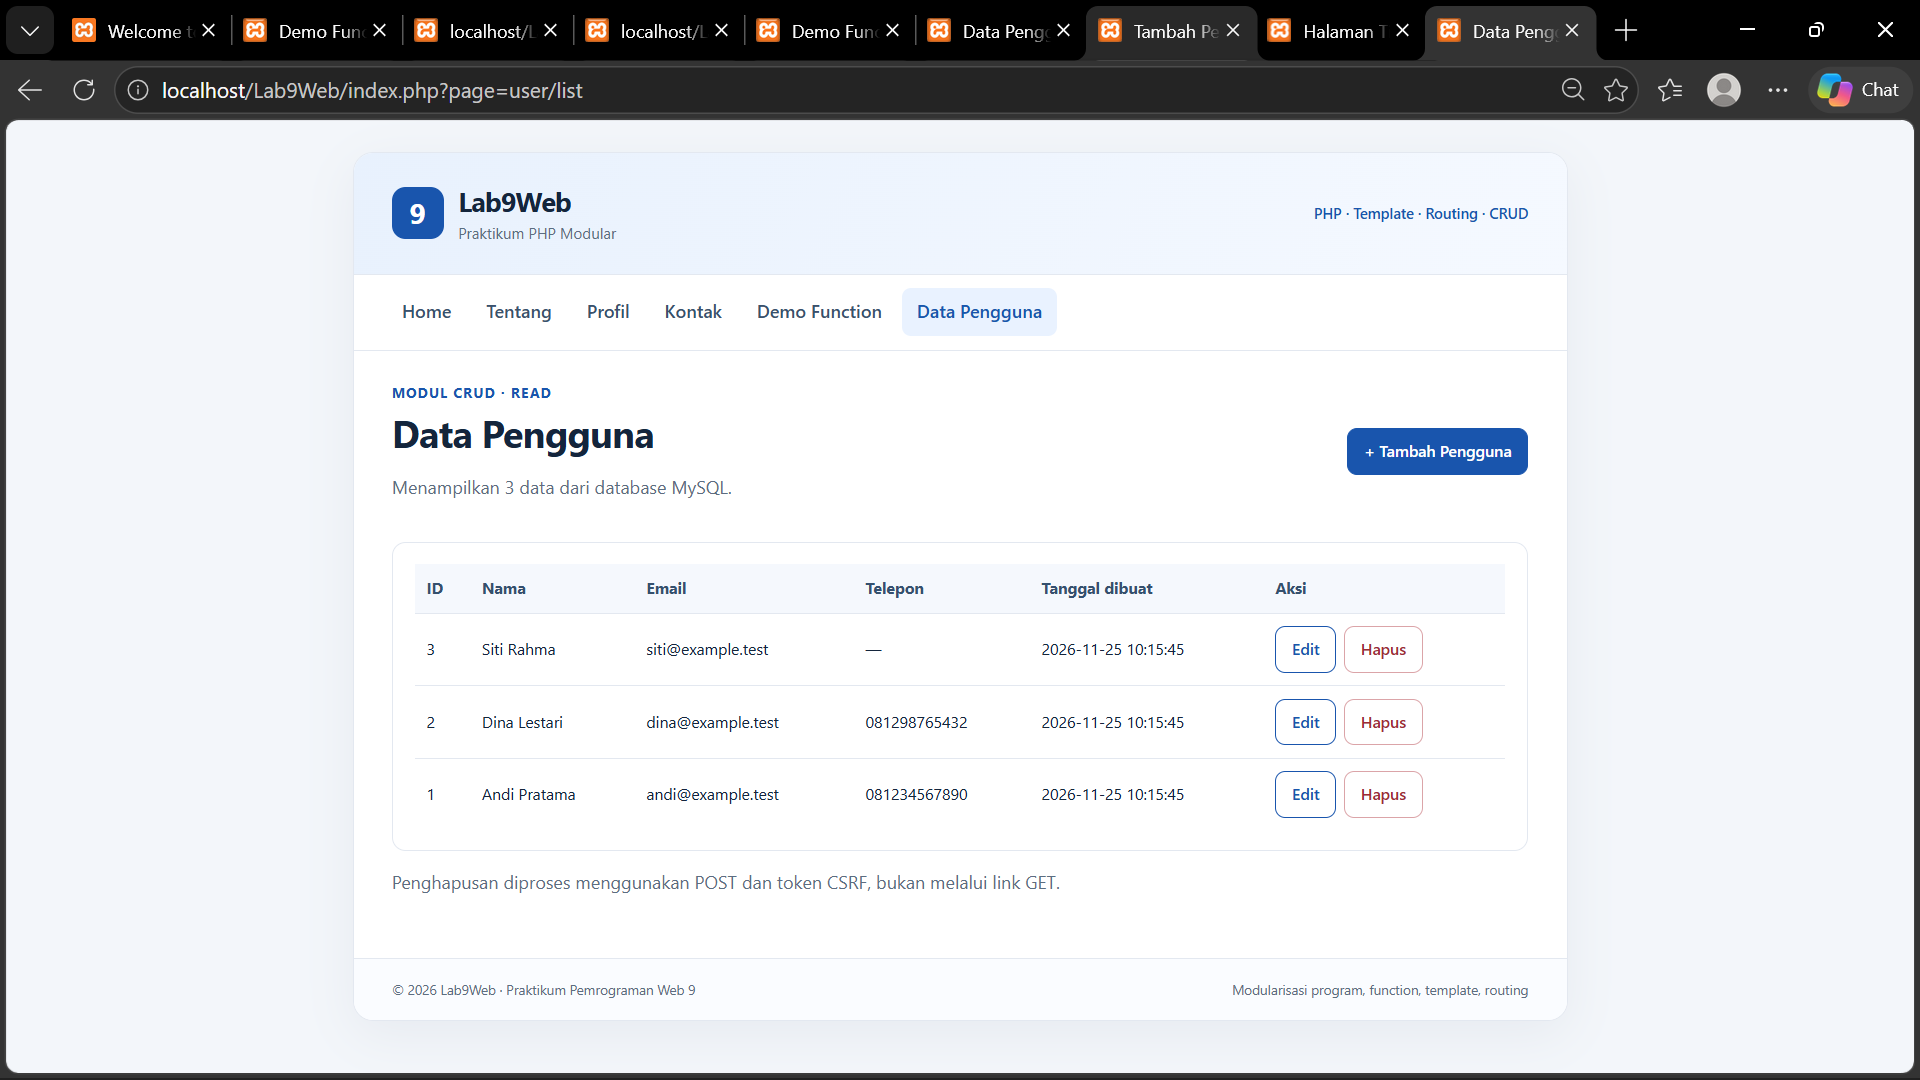 Welcome t
Demo Fun
localhost/L
localhost/L
Demo Fun
Data Peng
Tambah Pe
Halaman T
Data Peng
localhost/Lab9Web/index.php?page=user/list
Chat
9
Lab9Web
Praktikum PHP Modular
PHP · Template · Routing · CRUD
Home Tentang Profil Kontak Demo Function Data Pengguna
MODUL CRUD · READ
Data Pengguna
+ Tambah Pengguna
Menampilkan 3 data dari database MySQL.
ID Nama Email Telepon Tanggal dibuat Aksi
3 Siti Rahma siti@example.test — 2026-11-25 10:15:45 Edit Hapus
2 Dina Lestari dina@example.test 081298765432 2026-11-25 10:15:45 Edit Hapus
1 Andi Pratama andi@example.test 081234567890 2026-11-25 10:15:45 Edit Hapus
Penghapusan diproses menggunakan POST dan token CSRF, bukan melalui link GET.
© 2026 Lab9Web · Praktikum Pemrograman Web 9
Modularisasi program, function, template, routing